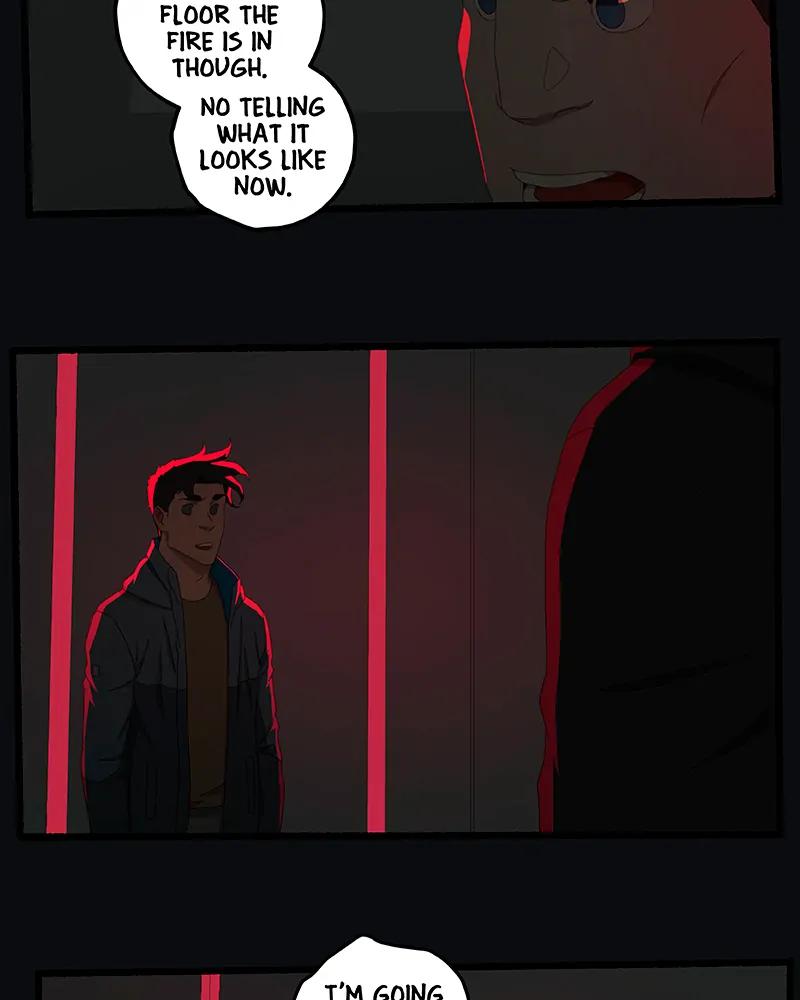 FLOOR THE
FIRE IS IN
THOUGH.
NO TELLING
WHAT IT
LOOKS LIKE
NOW.
I'M GOING